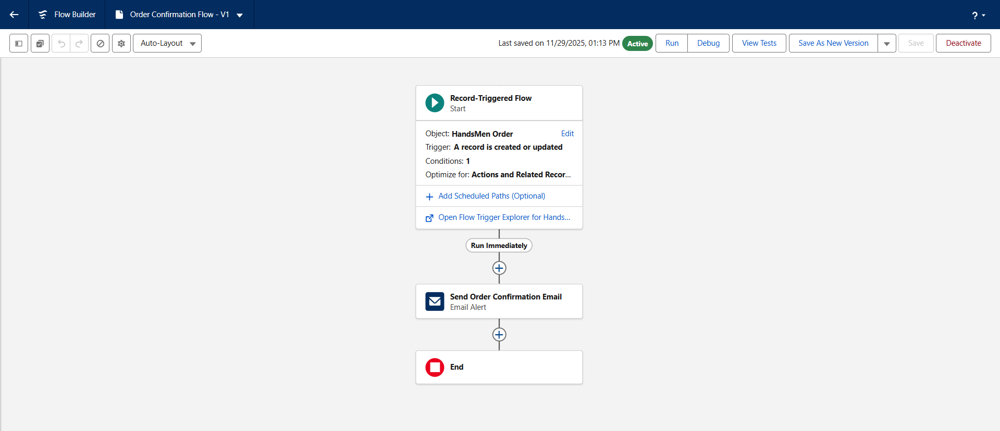 Flow Builder
Order Confirmation Flow - V1
?
Auto-Layout
Last saved on 11/29/2025, 01:13 PM
Active
Run
Debug
View Tests
Save As New Version
Save
Deactivate
Record-Triggered Flow
Start
Object: HandsMen Order
Edit
Trigger: A record is created or updated
Conditions: 1
Optimize for: Actions and Related Recor...
Add Scheduled Paths (Optional)
Open Flow Trigger Explorer for Hands...
Run Immediately
Send Order Confirmation Email
Email Alert
End